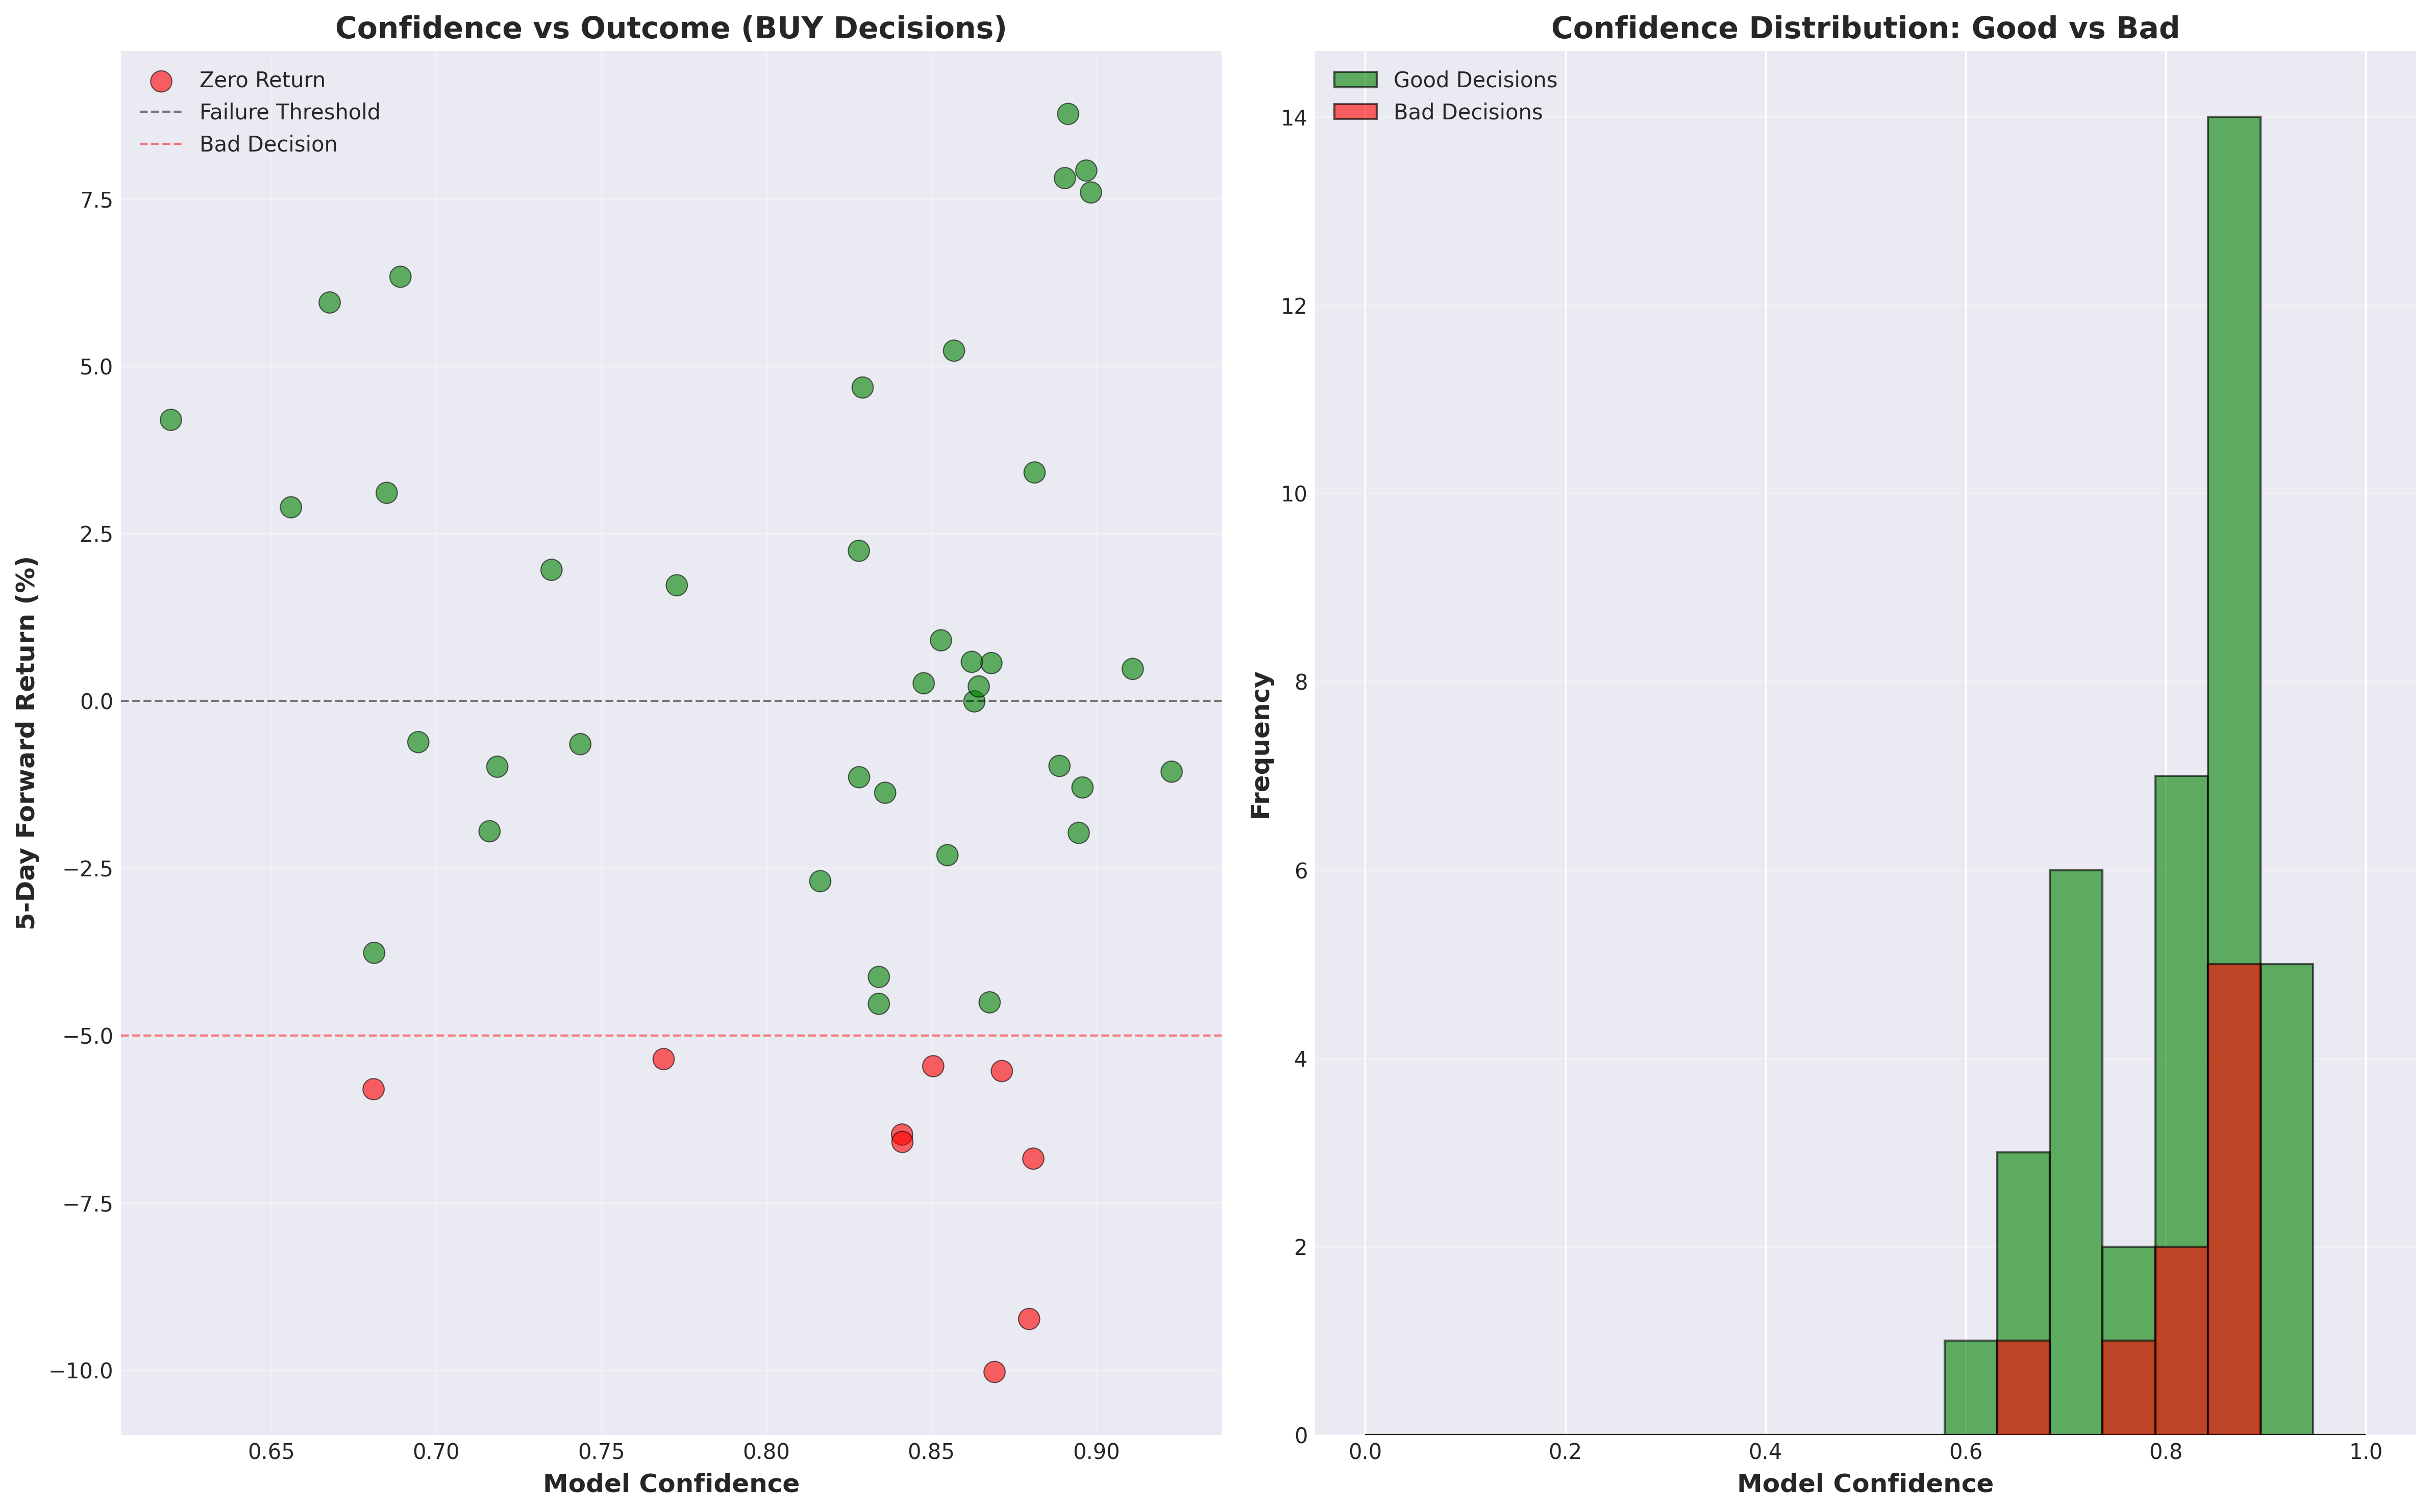 Confidence vs Outcome (BUY Decisions)
Zero Return
Failure Threshold
Bad Decision
7.5
5.0
2.5
0.0
−2.5
−5.0
−7.5
−10.0
5-Day Forward Return (%)
0.65 0.70 0.75 0.80 0.85 0.90
Model Confidence
Confidence Distribution: Good vs Bad
Good Decisions
Bad Decisions
14
12
10
8
6
4
2
0
Frequency
0.0 0.2 0.4 0.6 0.8 1.0
Model Confidence